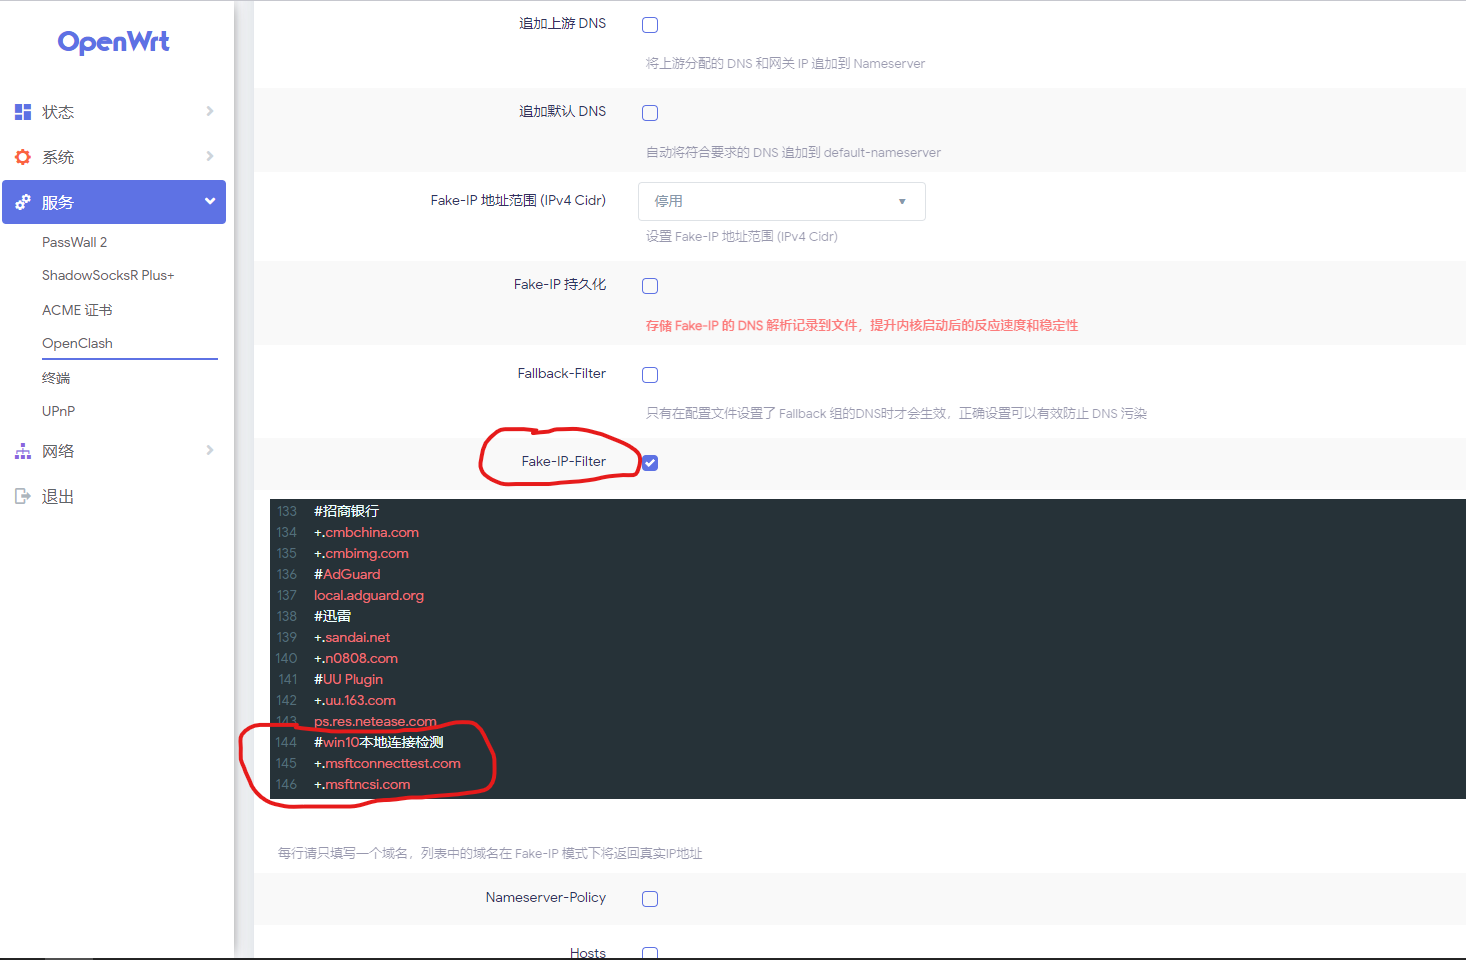 OpenWrt
状态
系统
服务
PassWall 2
ShadowSocksR Plus+
ACME 证书
OpenClash
终端
UPnP
网络
退出
追加上游 DNS
将上游分配的 DNS 和网关 IP 追加到 Nameserver
追加默认 DNS
自动将符合要求的 DNS 追加到 default-nameserver
Fake-IP 地址范围 (IPv4 Cidr)
停用
设置 Fake-IP 地址范围 (IPv4 Cidr)
Fake-IP 持久化
存储 Fake-IP 的 DNS 解析记录到文件，提升内核启动后的反应速度和稳定性
Fallback-Filter
只有在配置文件设置了 Fallback 组的DNS时才会生效，正确设置可以有效防止 DNS 污染
Fake-IP-Filter
133 #招商银行
134 +.cmbchina.com
135 +.cmbimg.com
136 #AdGuard
137 local.adguard.org
138 #迅雷
139 +.sandai.net
140 +.n0808.com
141 #UU Plugin
142 +.uu.163.com
143 ps.res.netease.com
144 #win10本地连接检测
145 +.msftconnecttest.com
146 +.msftncsi.com
每行请只填写一个域名，列表中的域名在 Fake-IP 模式下将返回真实IP地址
Nameserver-Policy
Hosts